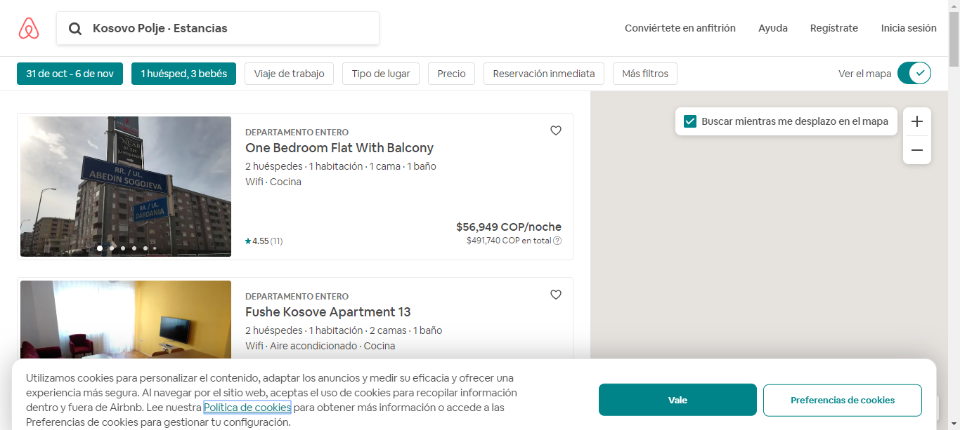 Kosovo Polje · Estancias
Conviértete en anfitrión
Ayuda
Regístrate
Inicia sesión
31 de oct - 6 de nov
1 huésped, 3 bebés
Viaje de trabajo
Tipo de lugar
Precio
Reservación inmediata
Más filtros
Ver el mapa
Buscar mientras me desplazo en el mapa
BR. / UL.
ABEDIN SOGOJEVA
BR. / UL.
DARDANIA
DEPARTAMENTO ENTERO
One Bedroom Flat With Balcony
2 huéspedes · 1 habitación · 1 cama · 1 baño
Wifi · Cocina
$56,949 COP/noche
4.55 (11)
$491,740 COP en total
DEPARTAMENTO ENTERO
Fushe Kosove Apartment 13
2 huéspedes · 1 habitación · 2 camas · 1 baño
Wifi · Aire acondicionado · Cocina
Utilizamos cookies para personalizar el contenido, adaptar los anuncios y medir su eficacia y ofrecer una
experiencia más segura. Al navegar por el sitio web, aceptas el uso de cookies para recopilar información
dentro y fuera de Airbnb. Lee nuestra Política de cookies para obtener más información o accede a las
Preferencias de cookies para gestionar tu configuración.
Vale
Preferencias de cookies